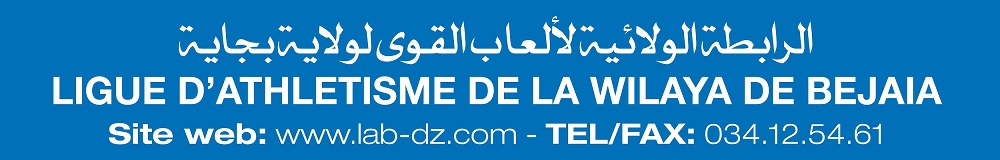 الرابطة الولائية لألعاب القوى لولاية بجاية
LIGUE D'ATHLETISME DE LA WILAYA DE BEJAIA
Site web: www.lab-dz.com - TEL/FAX: 034.12.54.61